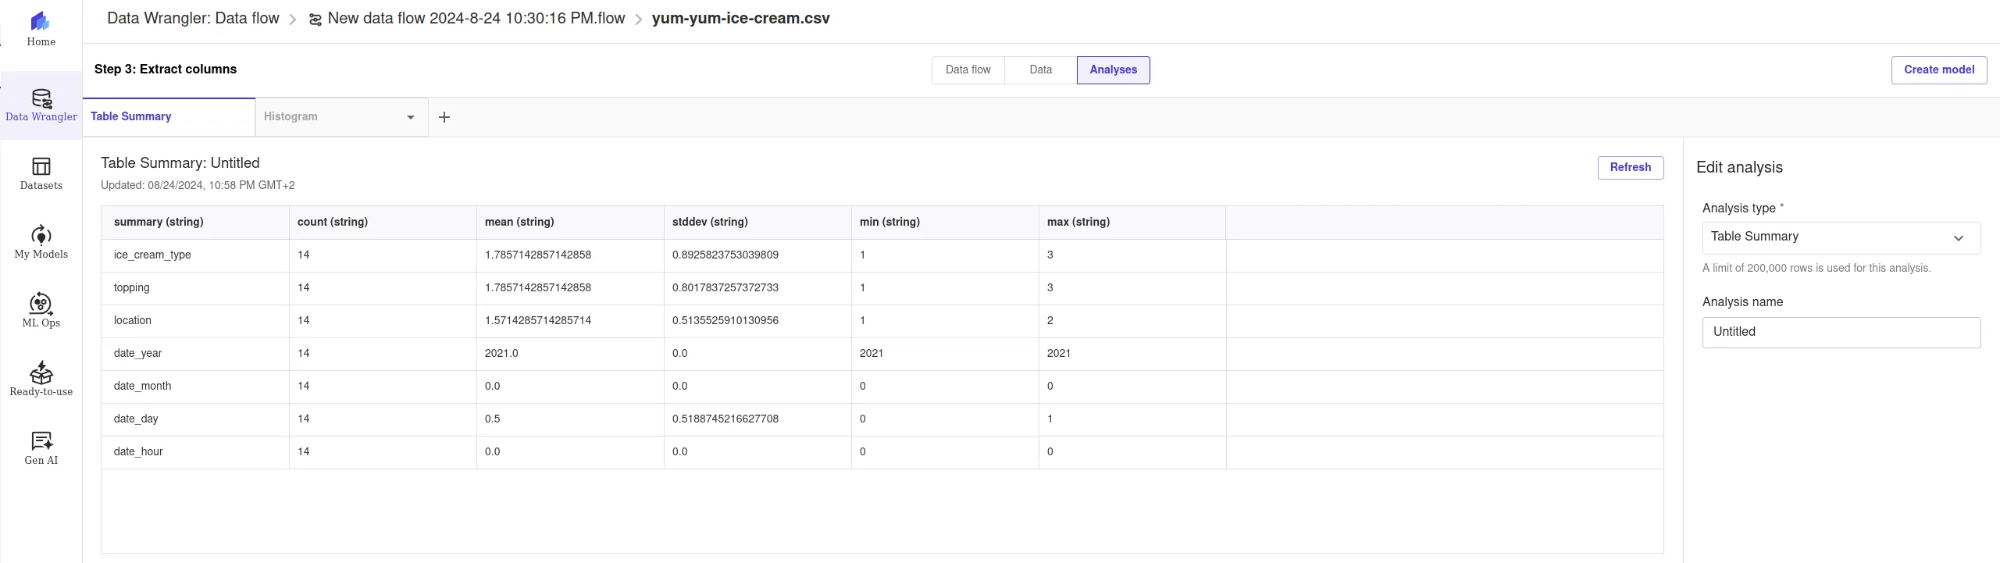 Data Wrangler: Data flow > New data flow 2024-8-24 10:30:16 PM.flow > yum-yum-ice-cream.csv
Home
Step 3: Extract columns
Data flow Data Analyses
Create model
Data Wrangler
Table Summary Histogram +
Datasets
My Models
ML Ops
Ready-to-use
Gen AI
Table Summary: Untitled
Updated: 08/24/2024, 10:58 PM GMT+2
Refresh
summary (string) count (string) mean (string) stddev (string) min (string) max (string)
ice_cream_type 14 1.7857142857142858 0.8925823753039809 1 3
topping 14 1.7857142857142858 0.8017837257372733 1 3
location 14 1.5714285714285714 0.5135525910130956 1 2
date_year 14 2021.0 0.0 2021 2021
date_month 14 0.0 0.0 0 0
date_day 14 0.5 0.5188745216627708 0 1
date_hour 14 0.0 0.0 0 0
Edit analysis
Analysis type *
Table Summary
A limit of 200,000 rows is used for this analysis.
Analysis name
Untitled